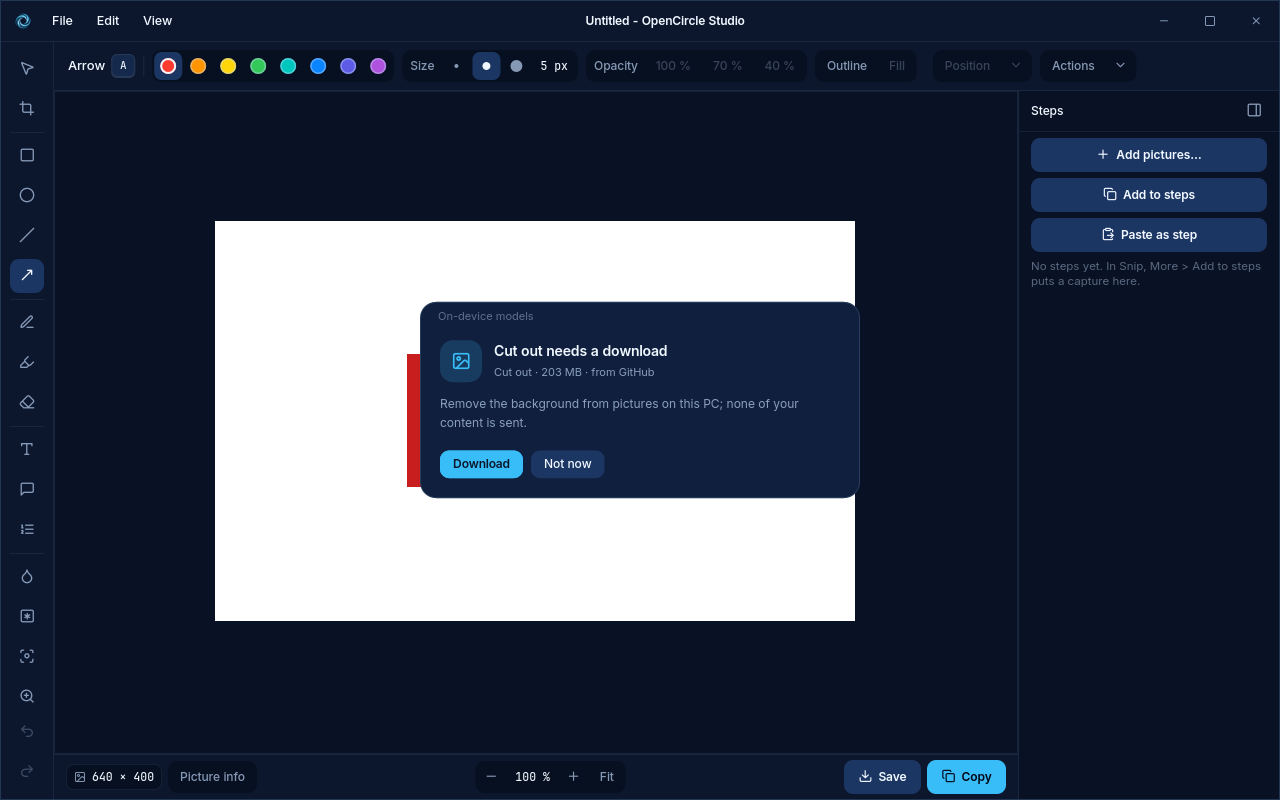 File Edit View
Untitled - OpenCircle Studio
Arrow A
Size
5 px
Opacity 100 % 70 % 40 %
Outline Fill
Position
Actions
Steps
Add pictures...
Add to steps
Paste as step
No steps yet. In Snip, More > Add to steps
puts a capture here.
On-device models
Cut out needs a download
Cut out · 203 MB · from GitHub
Remove the background from pictures on this PC; none of your
content is sent.
Download Not now
640 × 400
Picture info
100 %
Fit
Save
Copy